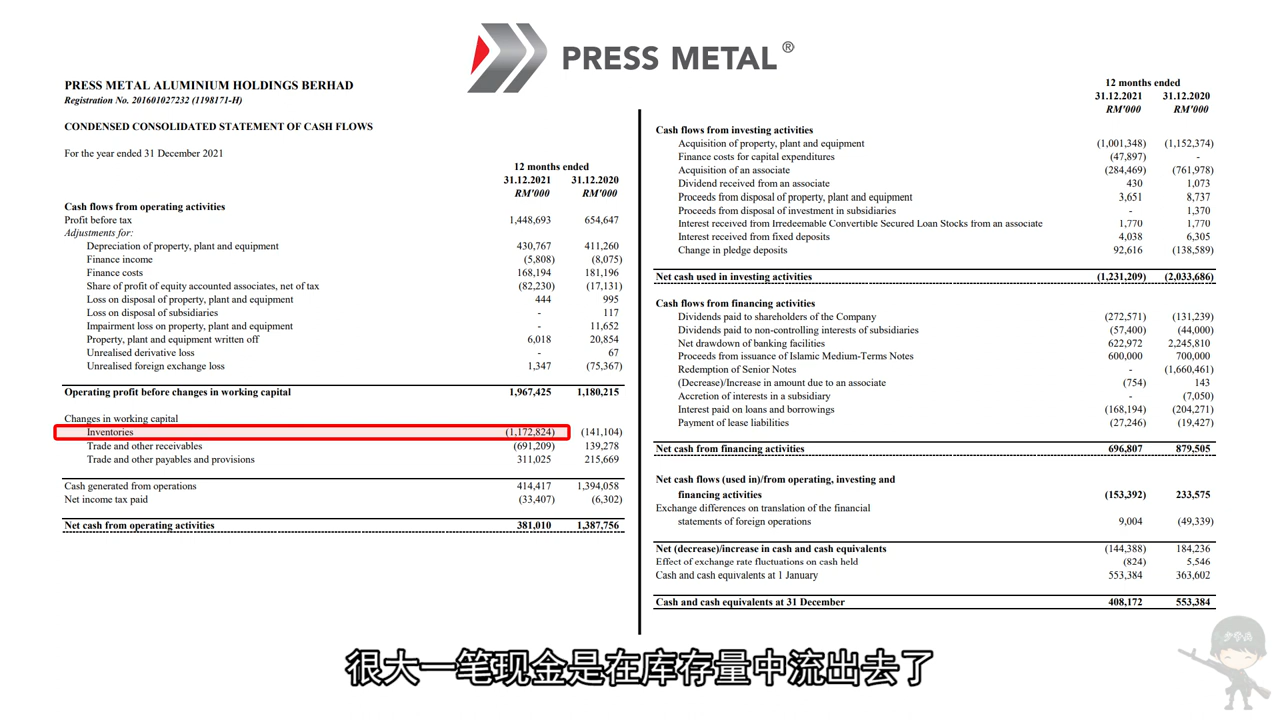 PRESS METAL®
PRESS METAL ALUMINIUM HOLDINGS BERHAD
Registration No. 201601027232 (1198171-H)
CONDENSED CONSOLIDATED STATEMENT OF CASH FLOWS
For the year ended 31 December 2021
12 months ended
31.12.2021 31.12.2020
RM'000 RM'000
Cash flows from operating activities
Profit before tax 1,448,693 654,647
Adjustments for:
Depreciation of property, plant and equipment 430,767 411,260
Finance income (5,808) (8,075)
Finance costs 168,194 181,196
Share of profit of equity accounted associates, net of tax (82,230) (17,131)
Loss on disposal of property, plant and equipment 444 995
Loss on disposal of subsidiaries - 117
Impairment loss on property, plant and equipment - 11,652
Property, plant and equipment written off 6,018 20,854
Unrealised derivative loss - 67
Unrealised foreign exchange loss 1,347 (75,367)
Operating profit before changes in working capital 1,967,425 1,180,215
Changes in working capital
Inventories (1,172,824) (141,104)
Trade and other receivables (691,209) 139,278
Trade and other payables and provisions 311,025 215,669
Cash generated from operations 414,417 1,394,058
Net income tax paid (33,407) (6,302)
Net cash from operating activities 381,010 1,387,756
12 months ended
31.12.2021 31.12.2020
RM'000 RM'000
Cash flows from investing activities
Acquisition of property, plant and equipment (1,001,348) (1,152,374)
Finance costs for capital expenditures (47,897) -
Acquisition of an associate (284,469) (761,978)
Dividend received from an associate 430 1,073
Proceeds from disposal of property, plant and equipment 3,651 8,737
Proceeds from disposal of investment in subsidiaries - 1,370
Interest received from Irredeemable Convertible Secured Loan Stocks from an associate 1,770 1,770
Interest received from fixed deposits 4,038 6,305
Change in pledge deposits 92,616 (138,589)
Net cash used in investing activities (1,231,209) (2,033,686)
Cash flows from financing activities
Dividends paid to shareholders of the Company (272,571) (131,239)
Dividends paid to non-controlling interests of subsidiaries (57,400) (44,000)
Net drawdown of banking facilities 622,972 2,245,810
Proceeds from issuance of Islamic Medium-Terms Notes 600,000 700,000
Redemption of Senior Notes - (1,660,461)
(Decrease)/Increase in amount due to an associate (754) 143
Accretion of interests in a subsidiary - (7,050)
Interest paid on loans and borrowings (168,194) (204,271)
Payment of lease liabilities (27,246) (19,427)
Net cash from financing activities 696,807 879,505
Net cash flows (used in)/from operating, investing and
financing activities (153,392) 233,575
Exchange differences on translation of the financial
statements of foreign operations 9,004 (49,339)
Net (decrease)/increase in cash and cash equivalents (144,388) 184,236
Effect of exchange rate fluctuations on cash held (824) 5,546
Cash and cash equivalents at 1 January 553,384 363,602
Cash and cash equivalents at 31 December 408,172 553,384
很大一笔现金是在库存量中流出去了